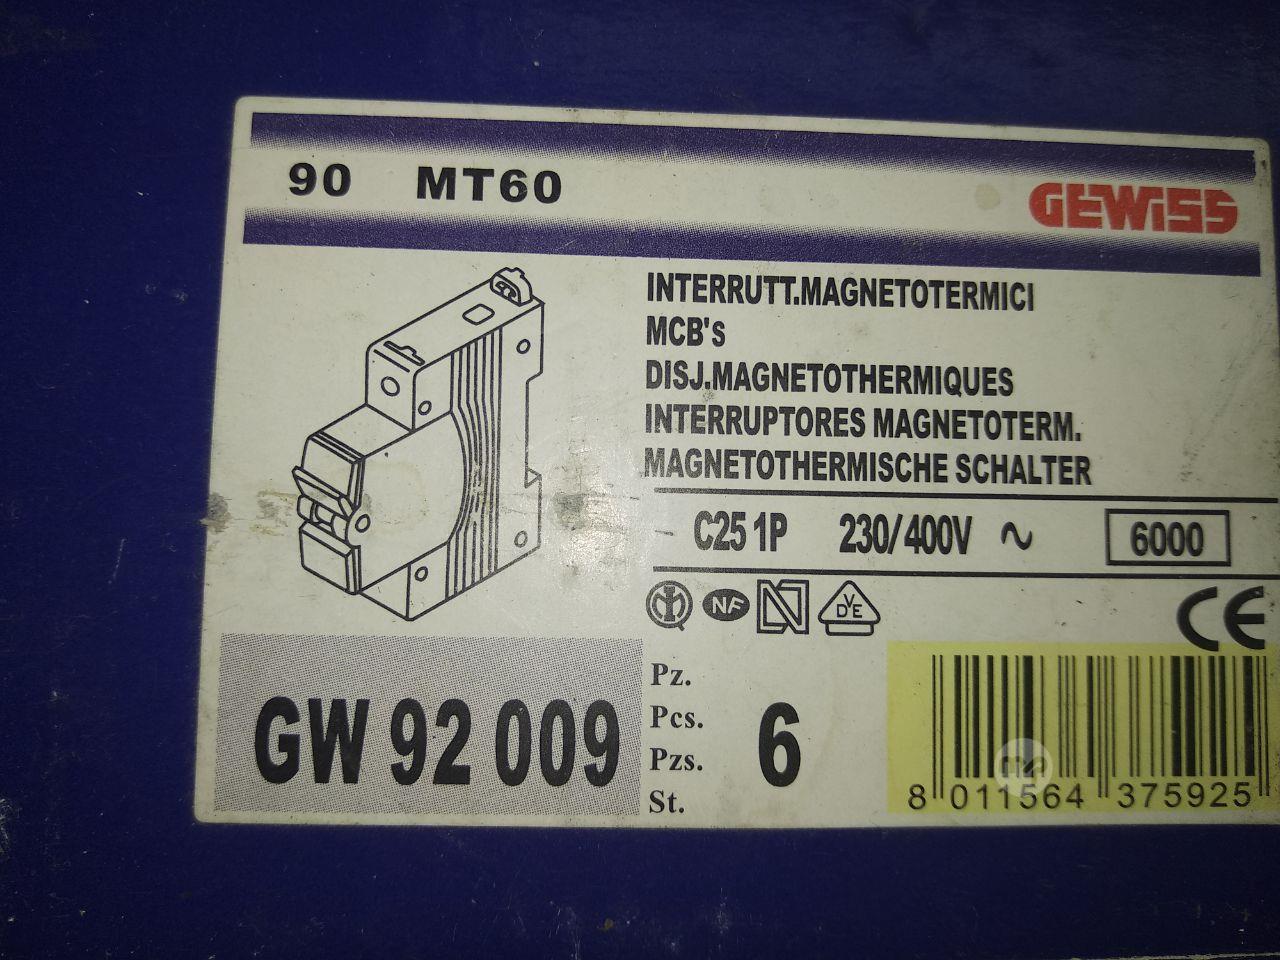 90 MT60
GEWISS
INTERRUTT.MAGNETOTERMICI
MCB'S
DISJ.MAGNETOTHERMIQUES
INTERRUPTORES MAGNETOTERM.
MAGNETOTHERMISCHE SCHALTER
C25 1P 230/400V ~ 6000
NF N VDE CE
GW 92 009
Pz.
Pcs.
Pzs.
St.
6
8 011564 375925